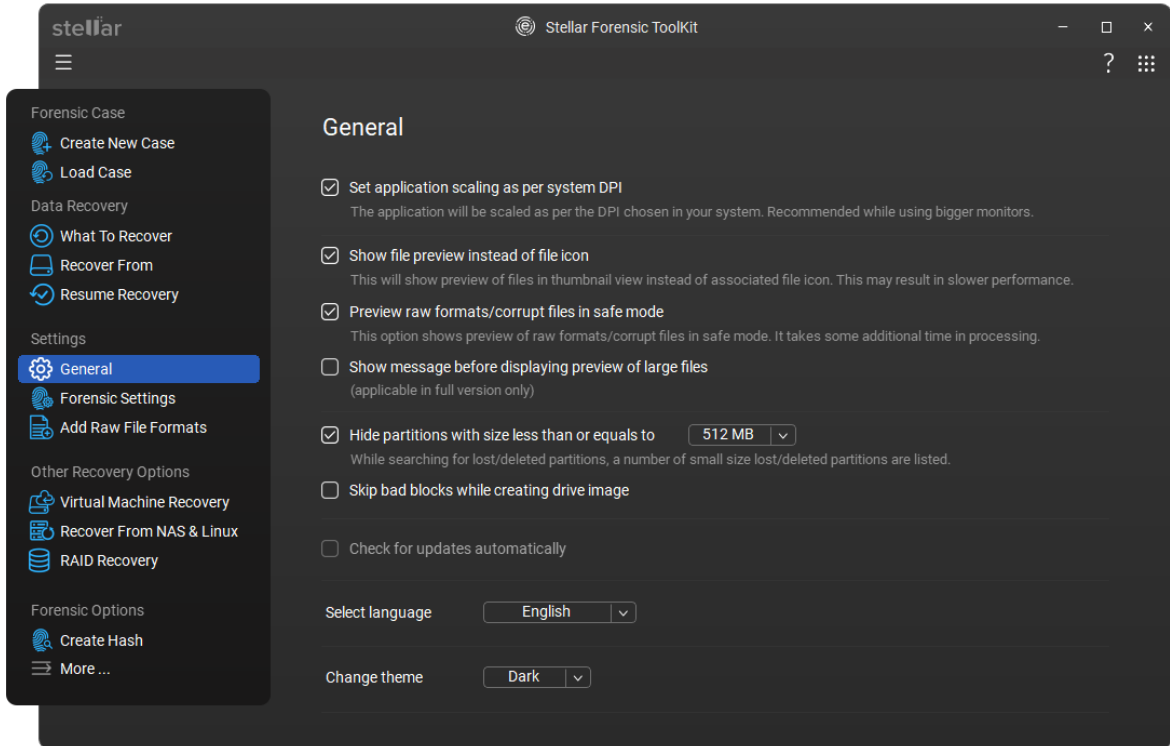 stellar
Stellar Forensic ToolKit
?
Forensic Case
Create New Case
Load Case
Data Recovery
What To Recover
Recover From
Resume Recovery
Settings
General
Forensic Settings
Add Raw File Formats
Other Recovery Options
Virtual Machine Recovery
Recover From NAS & Linux
RAID Recovery
Forensic Options
Create Hash
More ...
General
Set application scaling as per system DPI
The application will be scaled as per the DPI chosen in your system. Recommended while using bigger monitors.
Show file preview instead of file icon
This will show preview of files in thumbnail view instead of associated file icon. This may result in slower performance.
Preview raw formats/corrupt files in safe mode
This option shows preview of raw formats/corrupt files in safe mode. It takes some additional time in processing.
Show message before displaying preview of large files
(applicable in full version only)
Hide partitions with size less than or equals to 512 MB
While searching for lost/deleted partitions, a number of small size lost/deleted partitions are listed.
Skip bad blocks while creating drive image
Check for updates automatically
Select language English
Change theme Dark